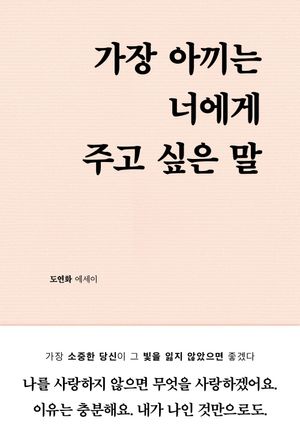 가장 아끼는
너에게
주고 싶은 말
도연화 에세이
가장 소중한 당신이 그 빛을 잃지 않았으면 좋겠다
나를 사랑하지 않으면 무엇을 사랑하겠어요.
이유는 충분해요. 내가 나인 것만으로도.